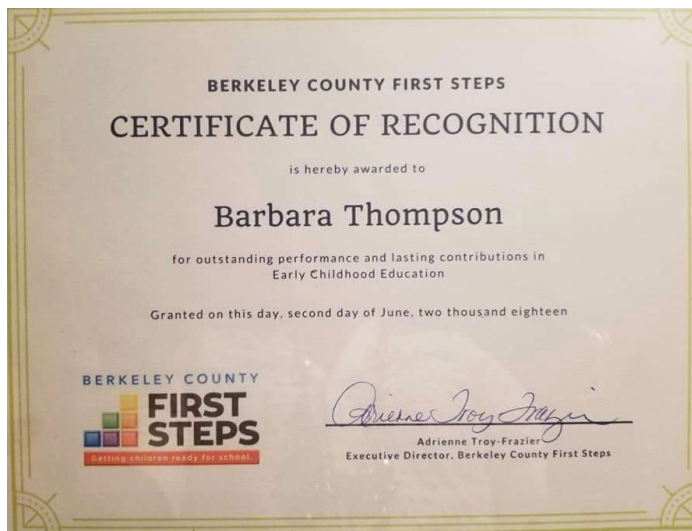 BERKELEY COUNTY FIRST STEPS
CERTIFICATE OF RECOGNITION
is hereby awarded to
Barbara Thompson
for outstanding performance and lasting contributions in
Early Childhood Education
Granted on this day, second day of June, two thousand eighteen
BERKELEY COUNTY
FIRST
STEPS
Getting children ready for school.
Adrienne Troy Frazier
Adrienne Troy-Frazier
Executive Director, Berkeley County First Steps